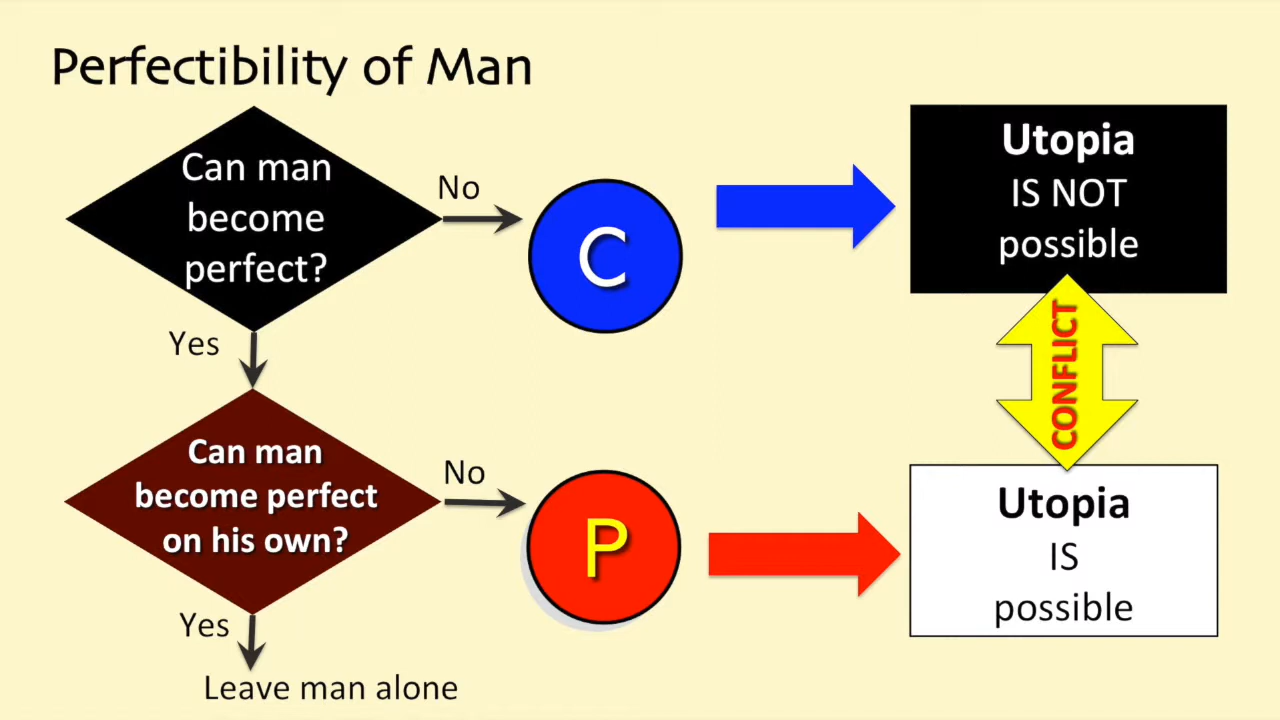 Perfectibility of Man
Can man
become
perfect?
No
C
Utopia
IS NOT
possible
Yes
CONFLICT
Can man
become perfect
on his own?
No
P
Utopia
IS
possible
Yes
Leave man alone